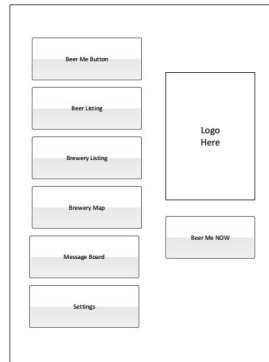 Beer Me Button
Beer Listing
Brewery Listing
Brewery Map
Message Board
Settings
Logo
Here
Beer Me NOW